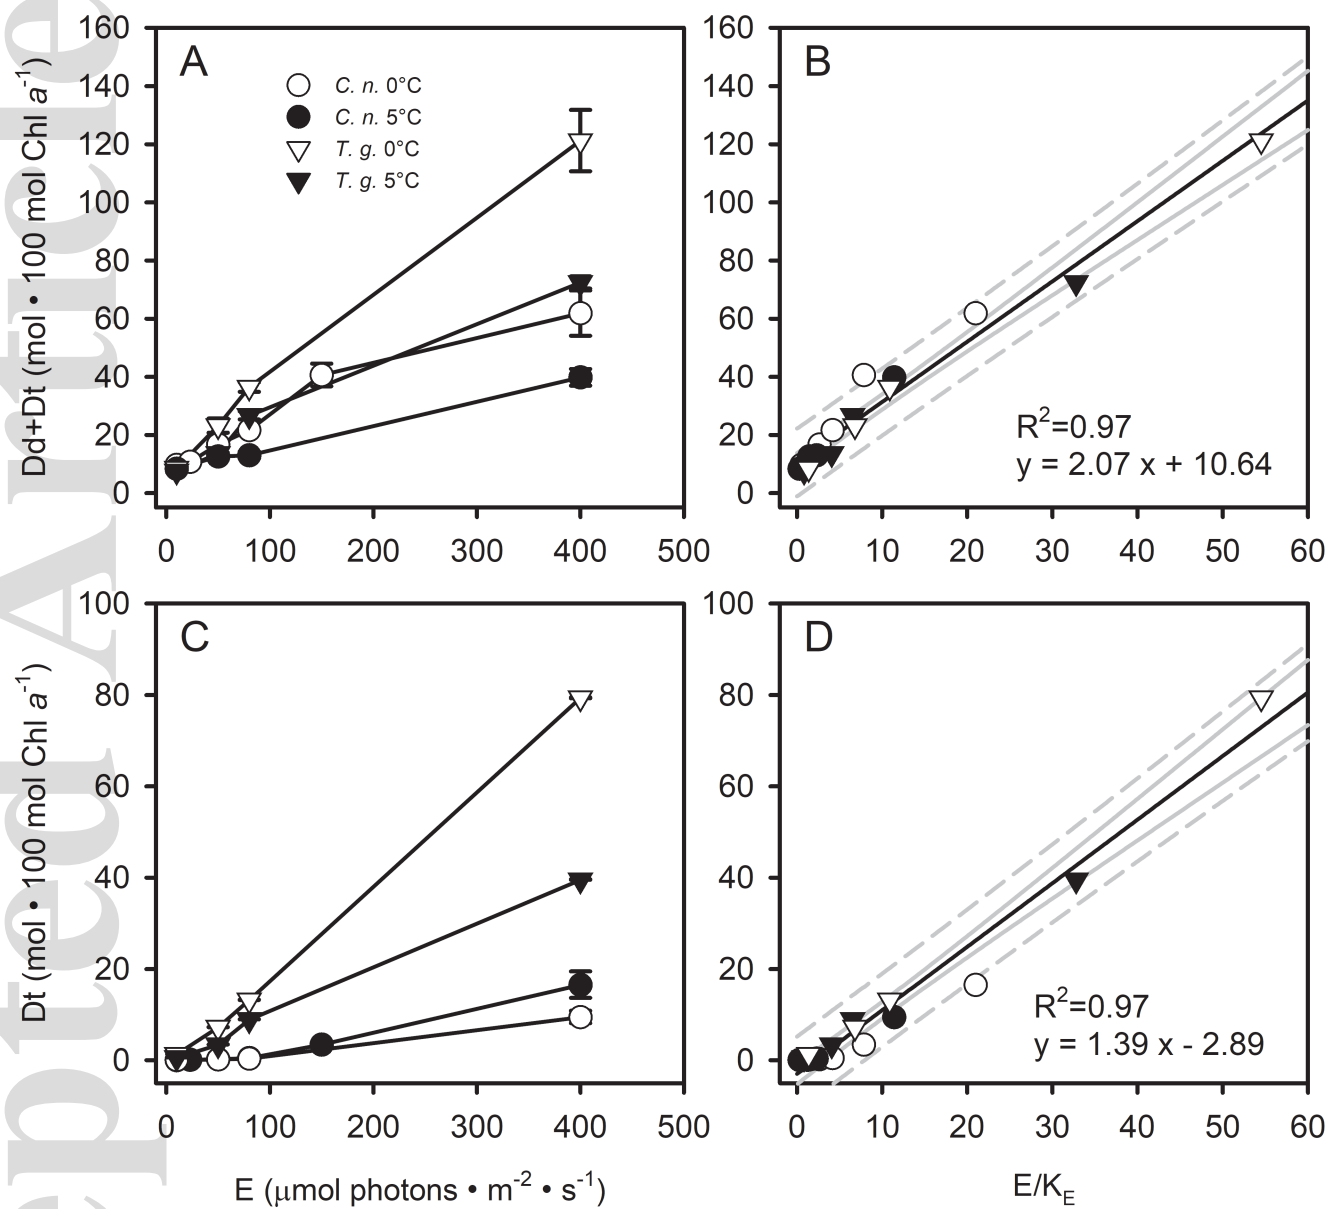 Accepted Article
A
C. n. 0°C
C. n. 5°C
T. g. 0°C
T. g. 5°C
Dd+Dt (mol • 100 mol Chl a⁻¹)
160
140
120
100
80
60
40
20
0
0 100 200 300 400 500
B
160
140
120
100
80
60
40
20
0
R²=0.97
y = 2.07 x + 10.64
0 10 20 30 40 50 60
C
Dt (mol • 100 mol Chl a⁻¹)
100
80
60
40
20
0
0 100 200 300 400 500
E (μmol photons • m⁻² • s⁻¹)
D
100
80
60
40
20
0
R²=0.97
y = 1.39 x - 2.89
0 10 20 30 40 50 60
E/K_E